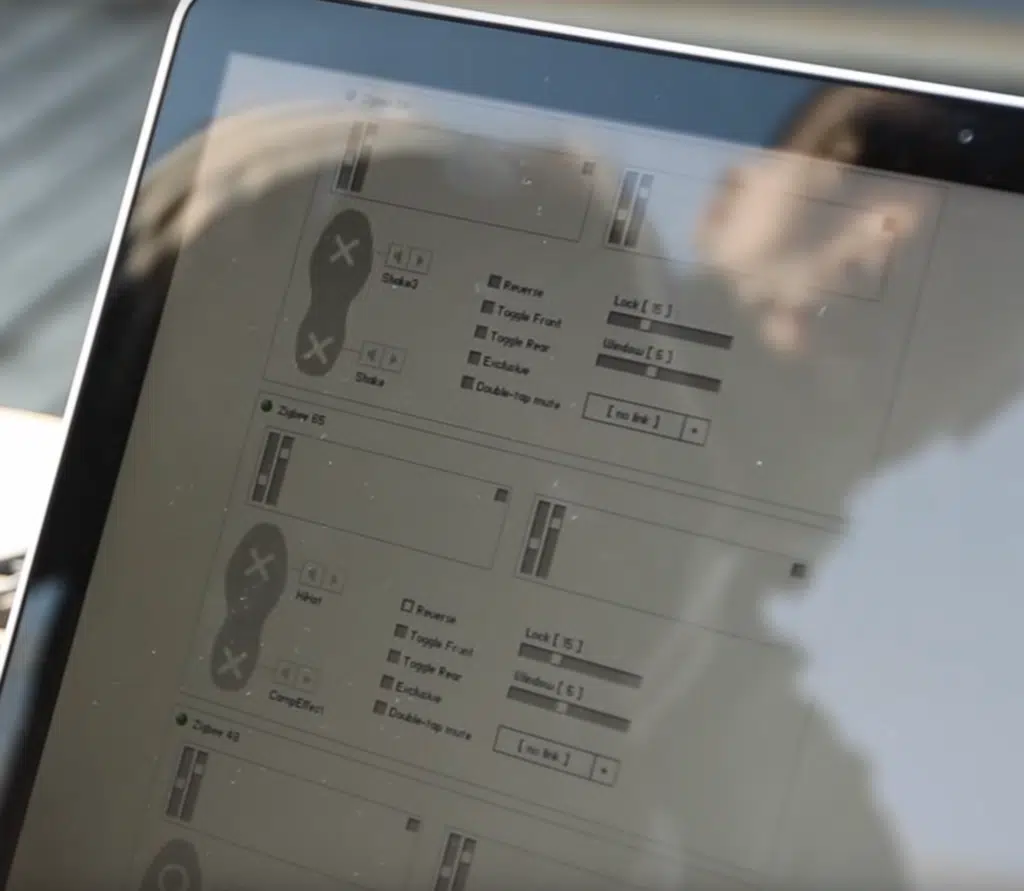 Shake3
Reverse
Toggle Front
Toggle Rear
Exclusive
Double-tap mute
Lock [ 15 ]
Window [ 6 ]
[ no link ]
+
Shake
Zigbee 65
HiHat
Reverse
Toggle Front
Toggle Rear
Exclusive
Double-tap mute
Lock [ 15 ]
Window [ 6 ]
[ no link ]
+
CompEffect
Zigbee 49